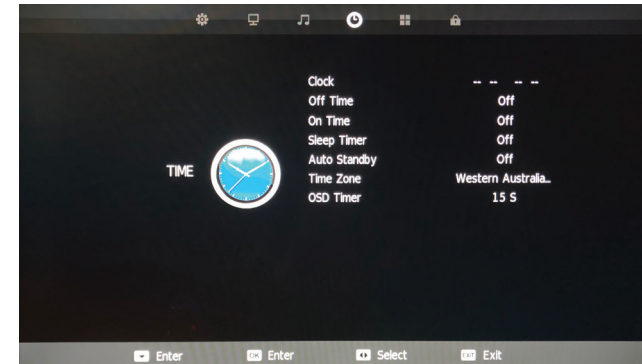 Clock -- -- -- --
Off Time Off
On Time Off
Sleep Timer Off
Auto Standby Off
TIME
Time Zone Western Australia...
OSD Timer 15 S
Enter OK Enter Select EXIT Exit